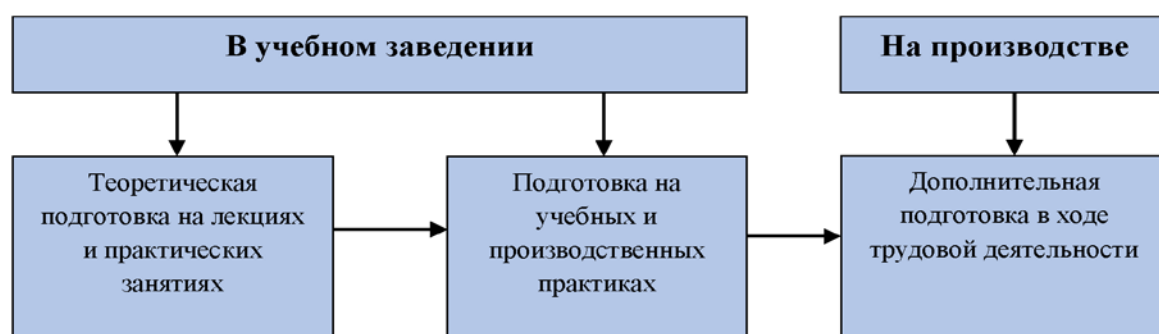 В учебном заведении
На производстве
Теоретическая
подготовка на лекциях
и практических
занятиях
Подготовка на
учебных и
производственных
практиках
Дополнительная
подготовка в ходе
трудовой деятельности